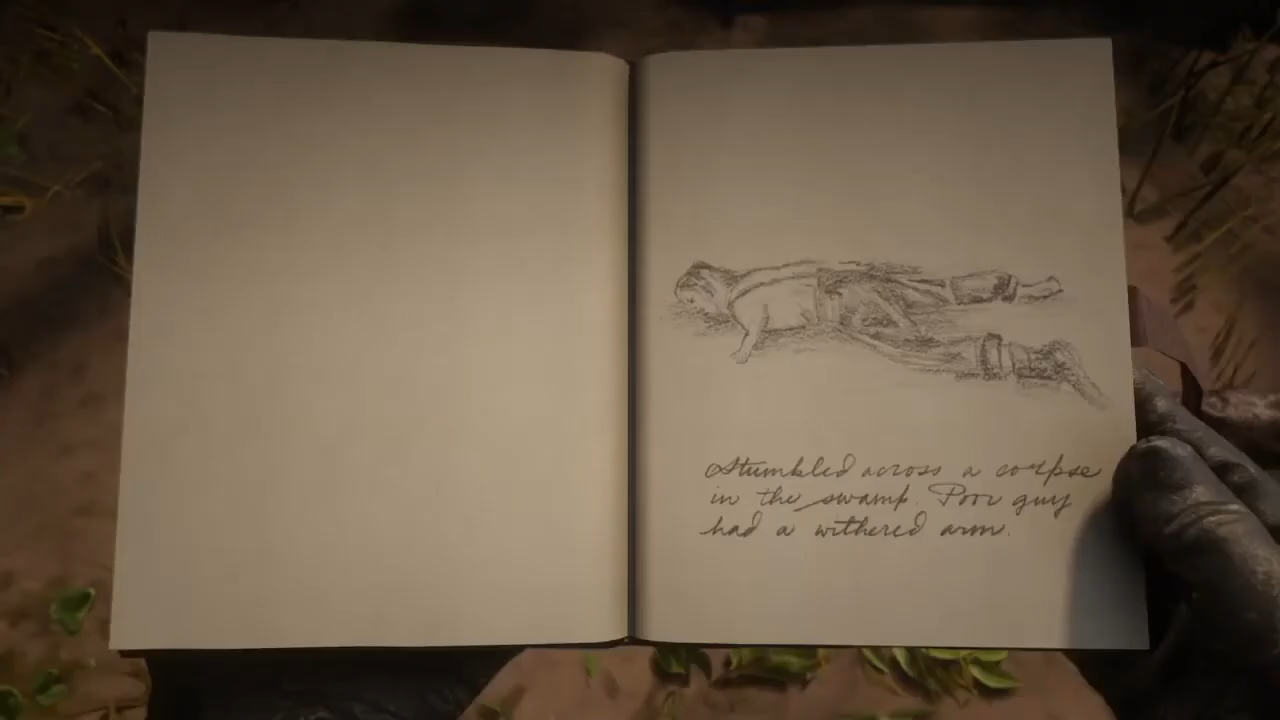 Stumbled across a corpse
in the swamp. Poor guy
had a withered arm.